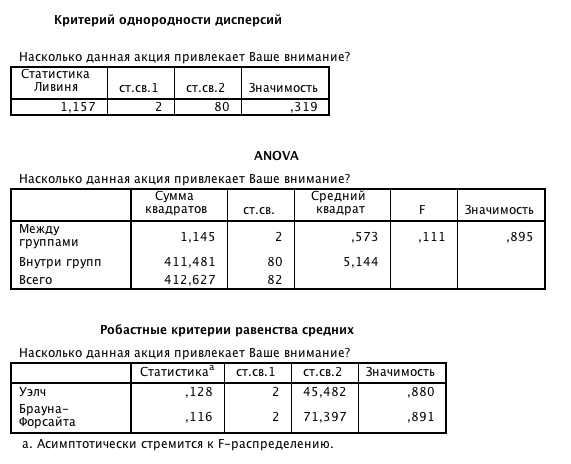 Критерий однородности дисперсий
Насколько данная акция привлекает Ваше внимание?
Статистика Ливиня ст.св.1 ст.св.2 Значимость
1,157 2 80 ,319
ANOVA
Насколько данная акция привлекает Ваше внимание?
Сумма квадратов ст.св. Средний квадрат F Значимость
Между группами 1,145 2 ,573 ,111 ,895
Внутри групп 411,481 80 5,144
Всего 412,627 82
Робастные критерии равенства средних
Насколько данная акция привлекает Ваше внимание?
Статистикаa ст.св.1 ст.св.2 Значимость
Уэлч ,128 2 45,482 ,880
Брауна-Форсайта ,116 2 71,397 ,891
a. Асимптотически стремится к F-распределению.